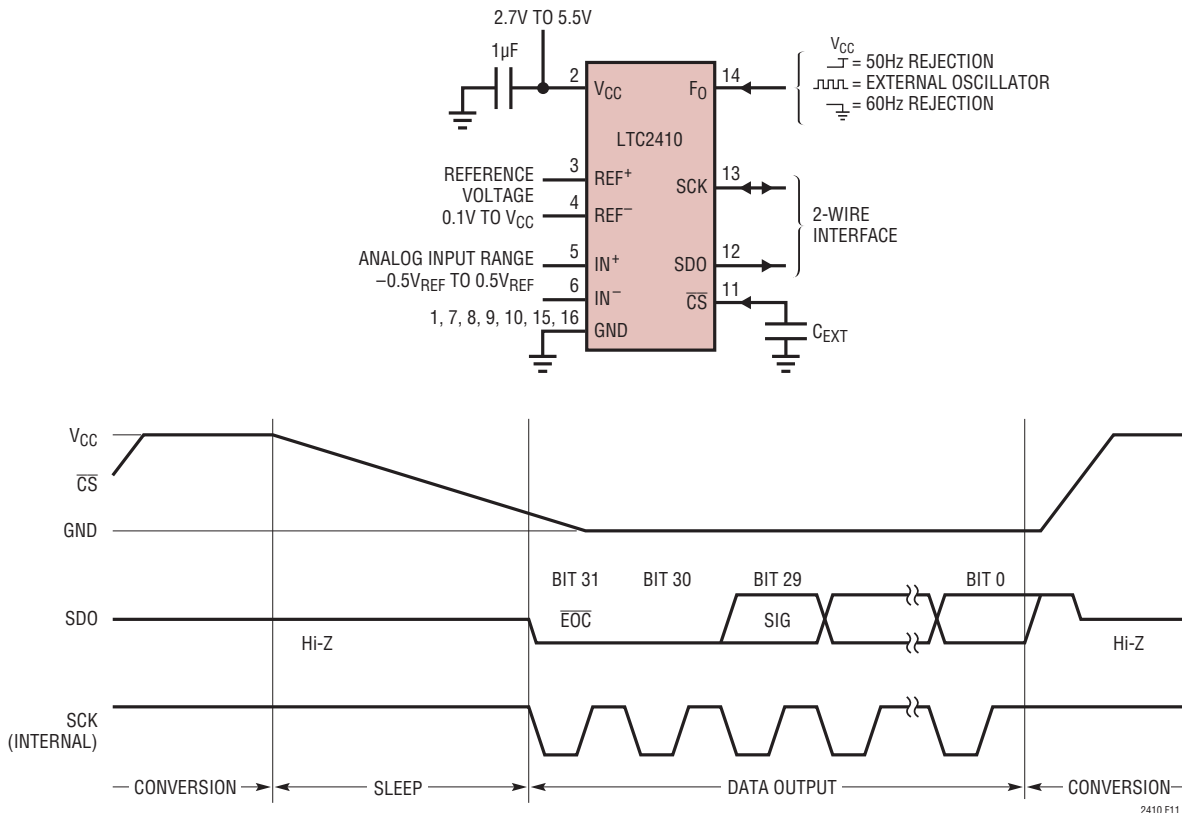 2.7V TO 5.5V
1µF
2
VCC
3
REFERENCE
VOLTAGE
0.1V TO VCC
REF+
4
REF–
ANALOG INPUT RANGE
–0.5VREF TO 0.5VREF
5
IN+
6
IN–
1, 7, 8, 9, 10, 15, 16
GND
LTC2410
14
FO
VCC
= 50Hz REJECTION
= EXTERNAL OSCILLATOR
= 60Hz REJECTION
13
SCK
12
SDO
2-WIRE
INTERFACE
11
CS
CEXT
VCC
CS
GND
BIT 31 BIT 30 BIT 29 BIT 0
SDO
EOC SIG
Hi-Z Hi-Z
SCK
(INTERNAL)
CONVERSION SLEEP DATA OUTPUT CONVERSION
2410 F11